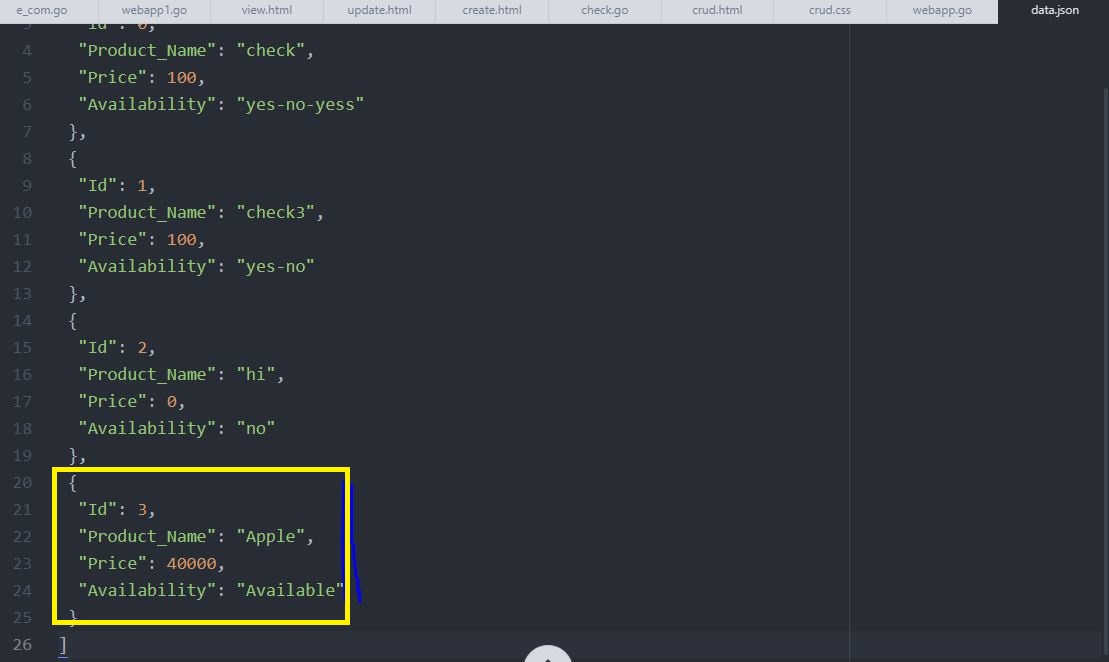 e_com.go webapp1.go view.html update.html create.html check.go crud.html crud.css webapp.go data.json
3 "Id": 0,
4 "Product_Name": "check",
5 "Price": 100,
6 "Availability": "yes-no-yess"
7 },
8 {
9 "Id": 1,
10 "Product_Name": "check3",
11 "Price": 100,
12 "Availability": "yes-no"
13 },
14 {
15 "Id": 2,
16 "Product_Name": "hi",
17 "Price": 0,
18 "Availability": "no"
19 },
20 {
21 "Id": 3,
22 "Product_Name": "Apple",
23 "Price": 40000,
24 "Availability": "Available"
25 }
26 ]